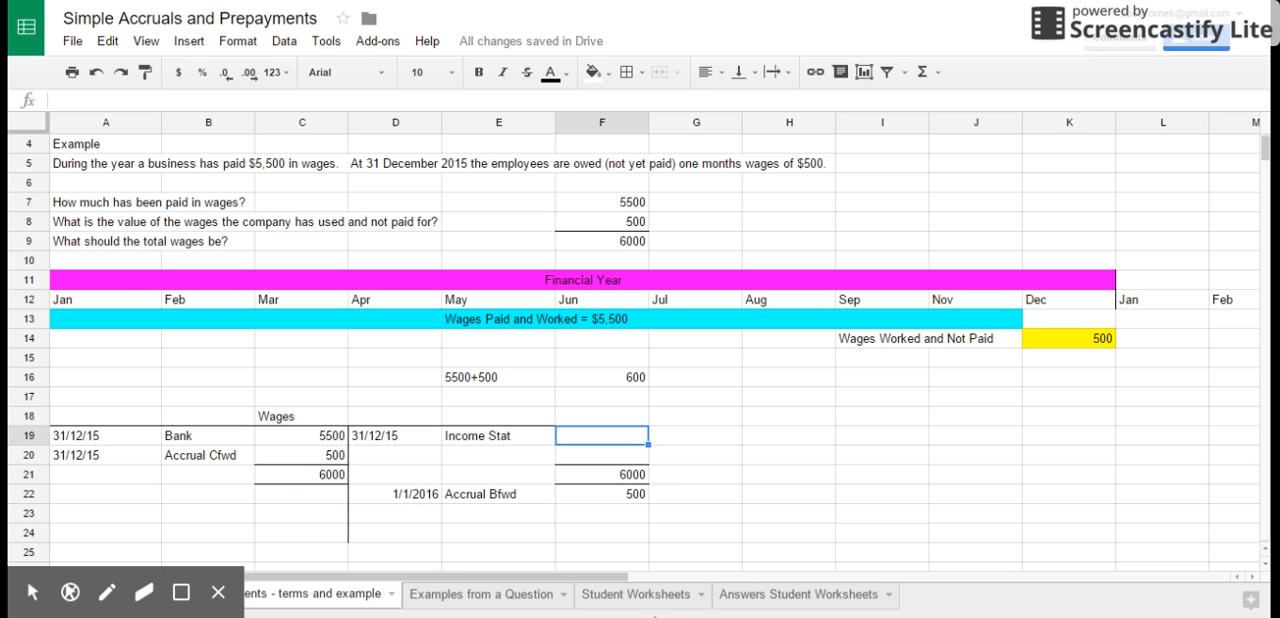 Simple Accruals and Prepayments
powered by
Screencastify Lite
File Edit View Insert Format Data Tools Add-ons Help All changes saved in Drive
$ % .0 .00 123 Arial 10 B I S A Σ
fx
A B C D E F G H I J K L M
4 Example
5 During the year a business has paid $5,500 in wages. At 31 December 2015 the employees are owed (not yet paid) one months wages of $500.
6
7 How much has been paid in wages? 5500
8 What is the value of the wages the company has used and not paid for? 500
9 What should the total wages be? 6000
10
11 Financial Year
12 Jan Feb Mar Apr May Jun Jul Aug Sep Nov Dec Jan Feb
13 Wages Paid and Worked = $5,500
14 Wages Worked and Not Paid 500
15
16 5500+500 600
17
18 Wages
19 31/12/15 Bank 5500 31/12/15 Income Stat
20 31/12/15 Accrual Cfwd 500
21 6000 6000
22 1/1/2016 Accrual Bfwd 500
23
24
25
ents - terms and example Examples from a Question Student Worksheets Answers Student Worksheets